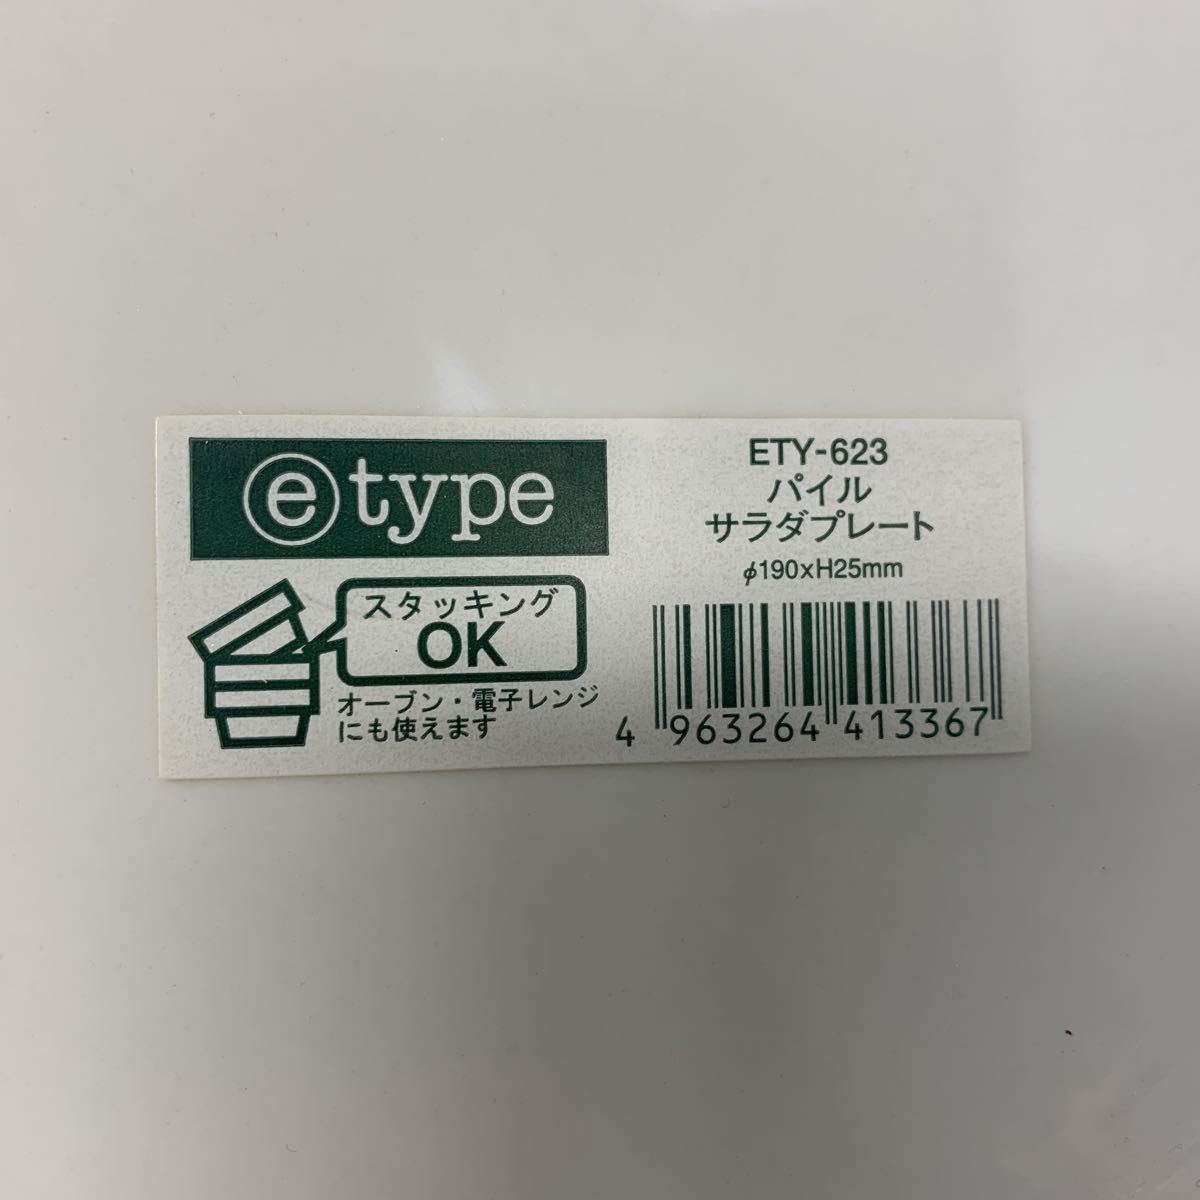 e type
スタッキング
OK
オーブン・電子レンジ
にも使えます
ETY-623
パイル
サラダプレート
φ190xH25mm
4 963264 413367